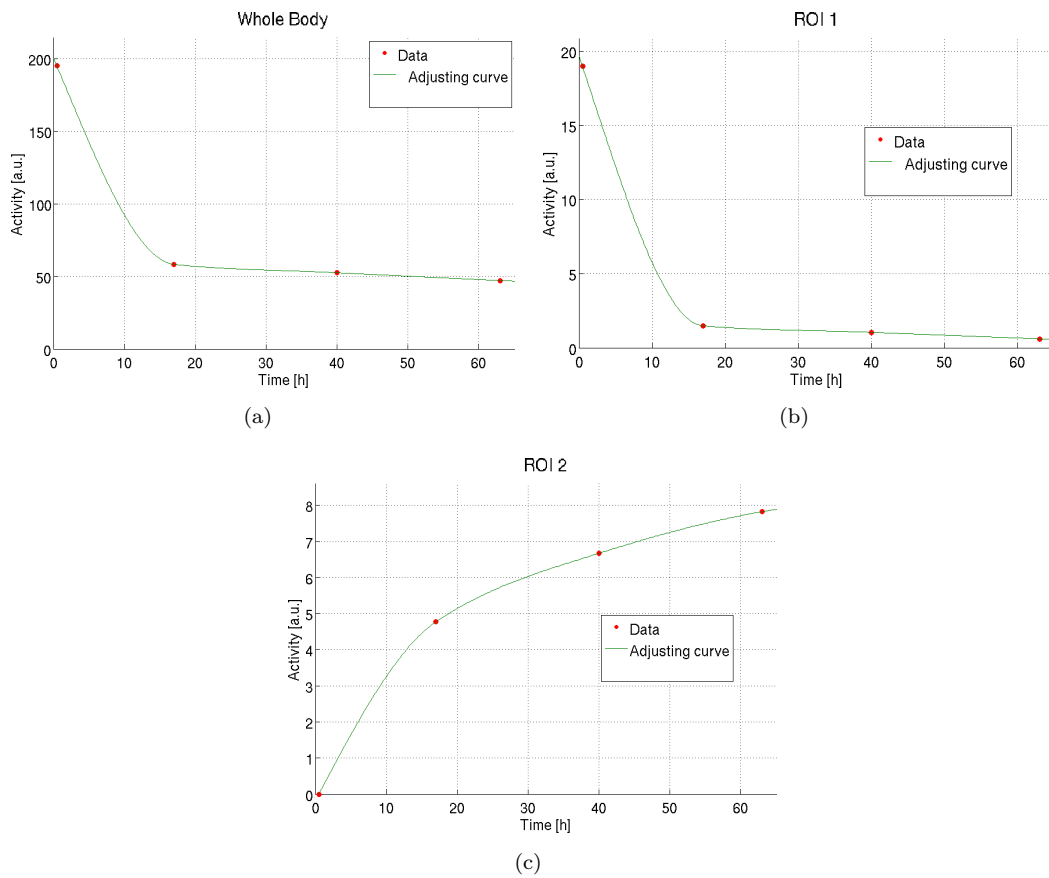 Whole Body
200
150
100
50
0
Activity [a.u.]
Data
Adjusting curve
0 10 20 30 40 50 60
Time [h]
(a)
ROI 1
20
15
10
5
0
Activity [a.u.]
Data
Adjusting curve
0 10 20 30 40 50 60
Time [h]
(b)
ROI 2
8
7
6
5
4
3
2
1
0
Activity [a.u.]
Data
Adjusting curve
0 10 20 30 40 50 60
Time [h]
(c)